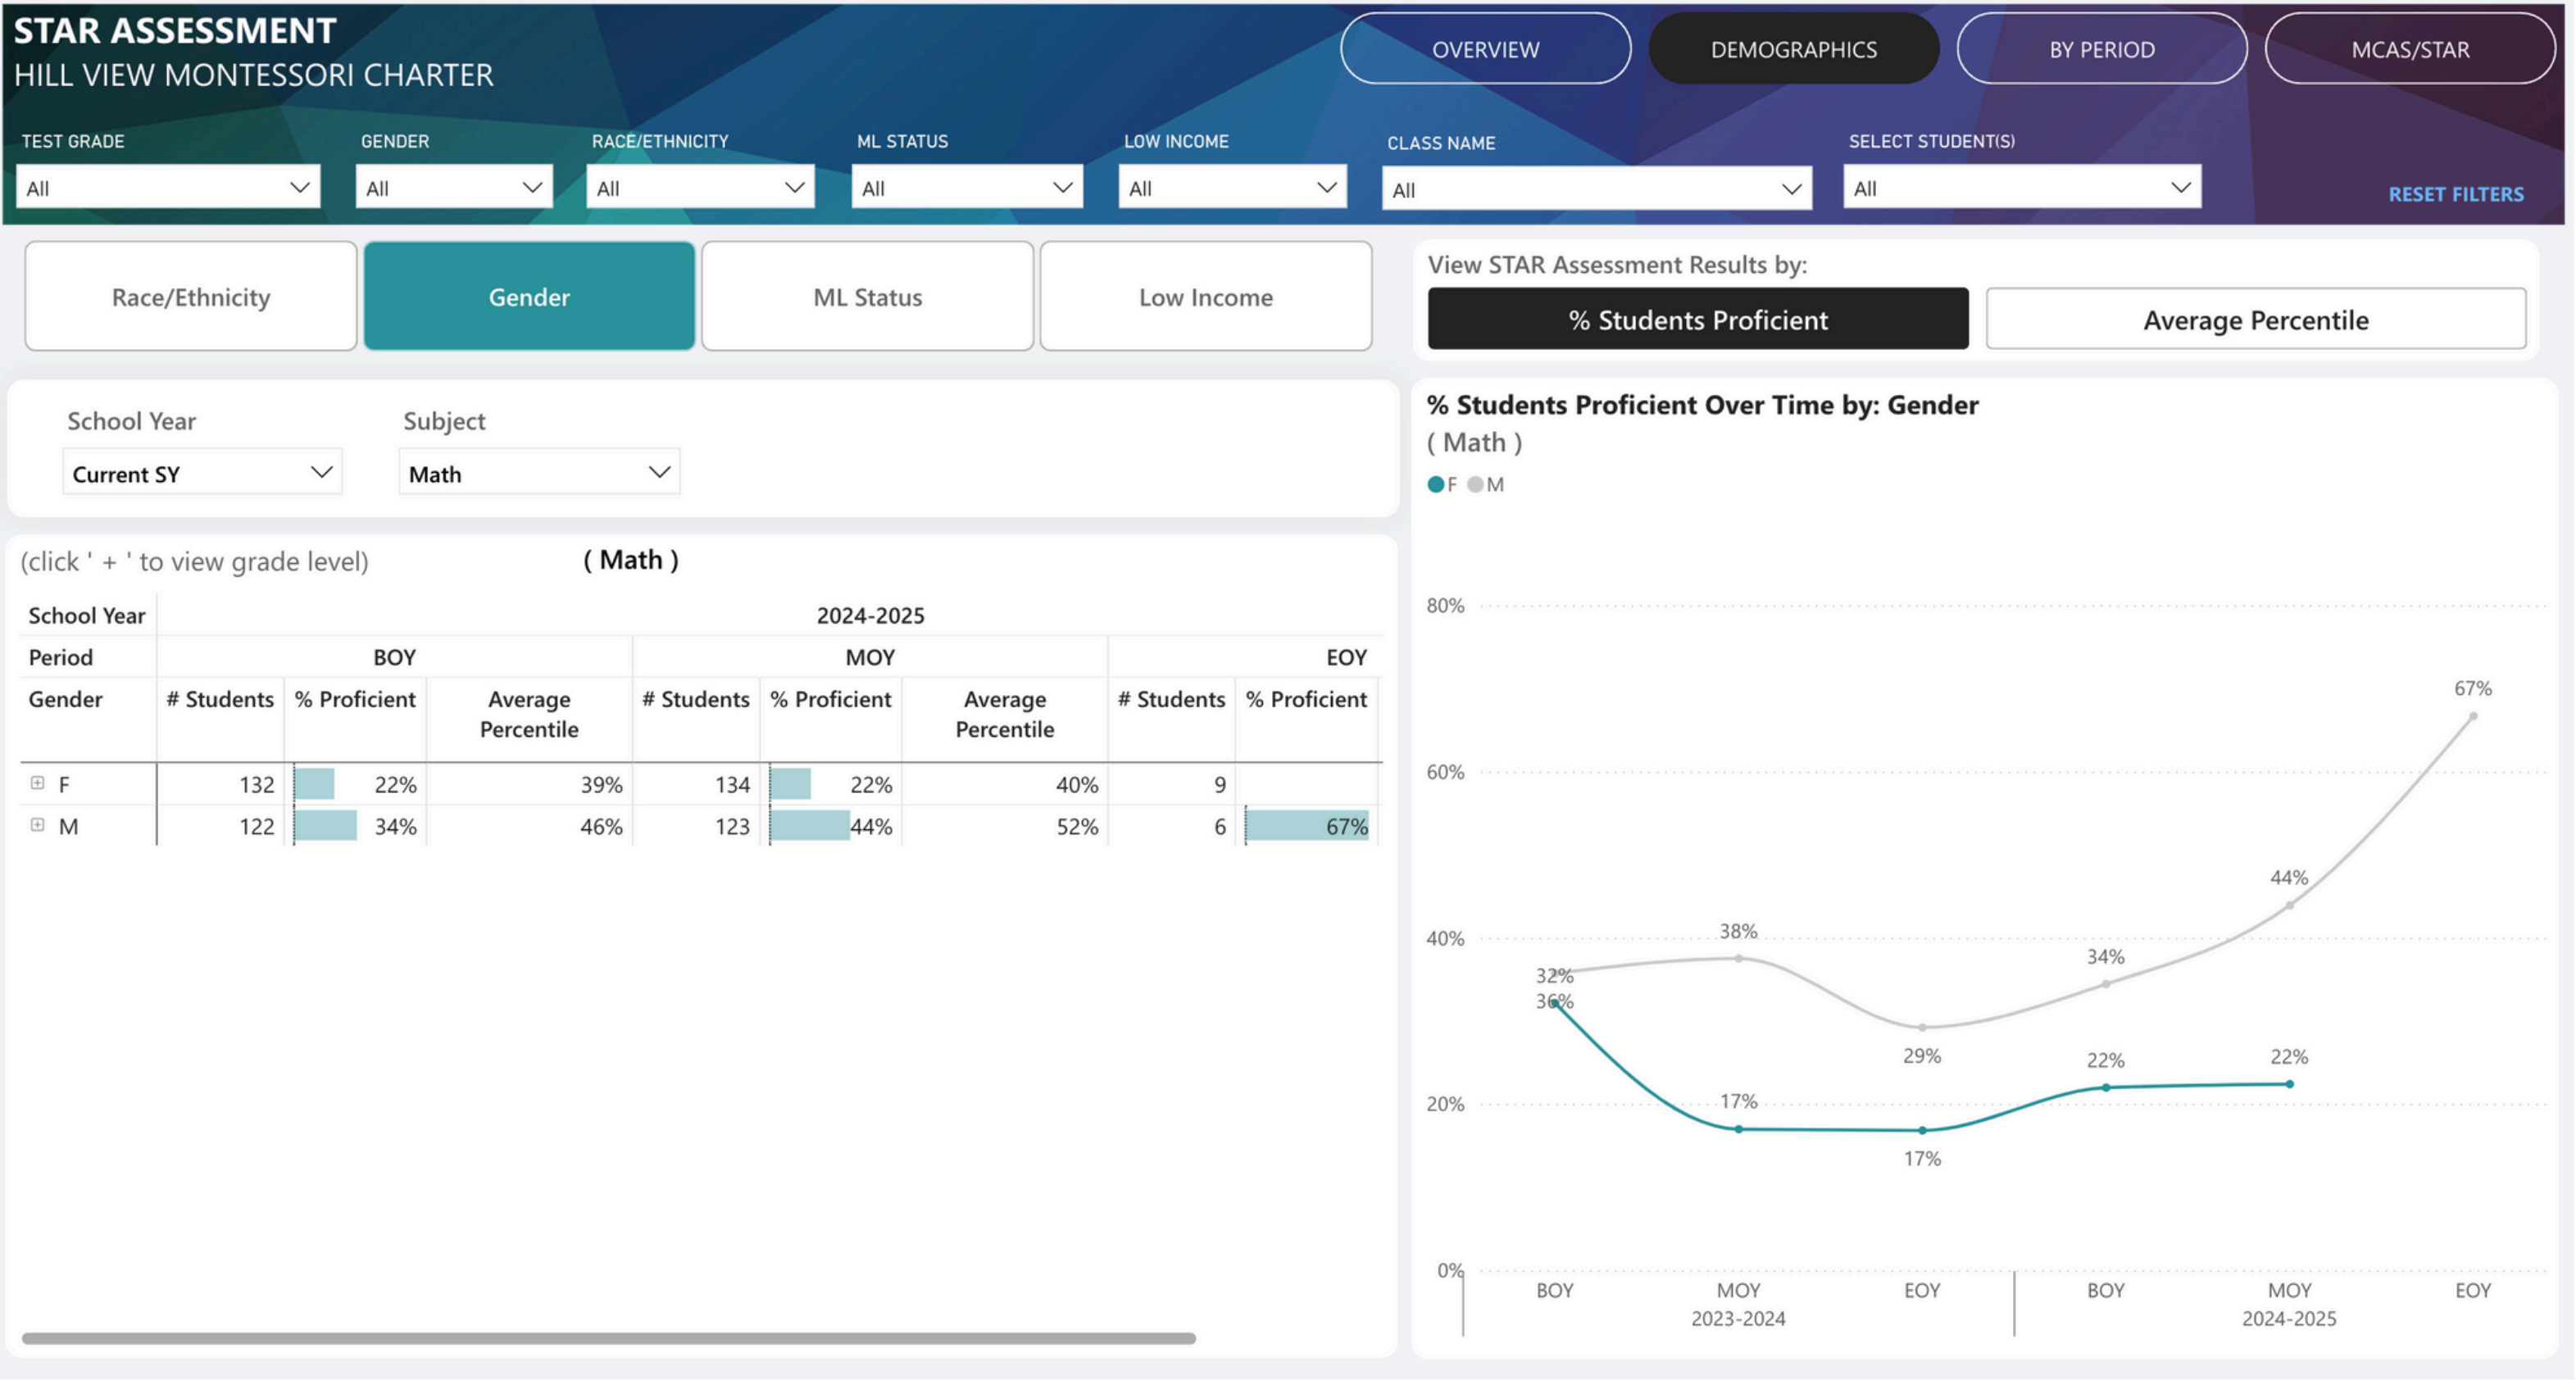 STAR ASSESSMENT
HILL VIEW MONTESSORI CHARTER
OVERVIEW
DEMOGRAPHICS
BY PERIOD
MCAS/STAR
TEST GRADE
GENDER
RACE/ETHNICITY
ML STATUS
LOW INCOME
CLASS NAME
SELECT STUDENT(S)
All
All
All
All
All
All
All
RESET FILTERS
Race/Ethnicity
Gender
ML Status
Low Income
View STAR Assessment Results by:
% Students Proficient
Average Percentile
School Year
Subject
Current SY
Math
(click ' + ' to view grade level)
( Math )
School Year 2024-2025
Period BOY MOY EOY
Gender # Students % Proficient Average Percentile # Students % Proficient Average Percentile # Students % Proficient
F 132 22% 39% 134 22% 40% 9
M 122 34% 46% 123 44% 52% 6 67%
% Students Proficient Over Time by: Gender
( Math )
F M
80%
67%
60%
44%
40%
38%
34%
32%
36%
29%
22%
22%
20%
17%
17%
0%
BOY MOY EOY BOY MOY EOY
2023-2024 2024-2025